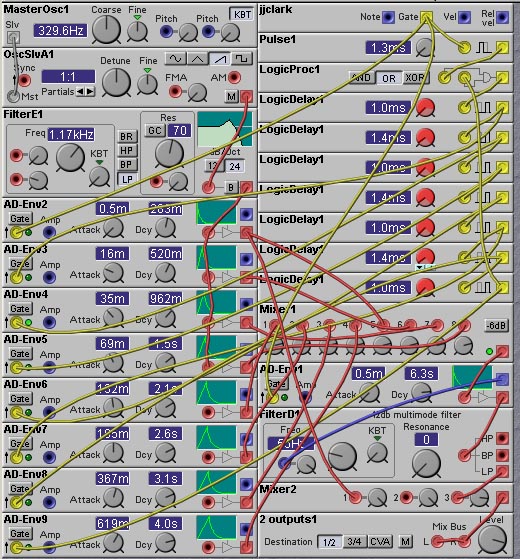 MasterOsc1
Coarse Fine Pitch Pitch KBT
Slv 329.6Hz
OscSlvA1
Sync 1:1 Detune Fine FMA AM
Mst Partials M
FilterE1 Res
GC 70 dB/Oct
Freq 1.17kHz BR 12 24
HP
KBT BP
LP B
AD-Env2 0.5m 263m
Gate Amp Attack Dcy
AD-Env3 16m 520m
Gate Amp Attack Dcy
AD-Env4 35m 962m
Gate Amp Attack Dcy
AD-Env5 69m 1.5s
Gate Amp Attack Dcy
AD-Env6 2.1s
Gate Amp Attack Dcy
AD-Env7 2.6s
Gate Amp Attack Dcy
AD-Env8 367m 3.1s
Gate Amp Attack Dcy
AD-Env9 619m 4.0s
Gate Amp Attack Dcy
jjclark
Note Gate Vel Rel vel
Pulse1
1.3ms
LogicProc1
AND OR XOR
LogicDelay1
1.0ms
LogicDelay1
1.4ms
LogicDelay1
1.0ms
LogicDelay1
1.4ms
LogicDelay1
1.0ms
LogicDelay1
1.4ms
LogicDelay1
1.0ms
Mixer1
-6dB
AD-Env1 0.5m 6.3s
Gate Amp Attack Dcy
FilterD1 12db multimode filter
Freq KBT Resonance
0 HP
BP
LP
Mixer2
1 2 3
2 outputs1 Mix Bus Level
Destination 1/2 3/4 CVA M L R